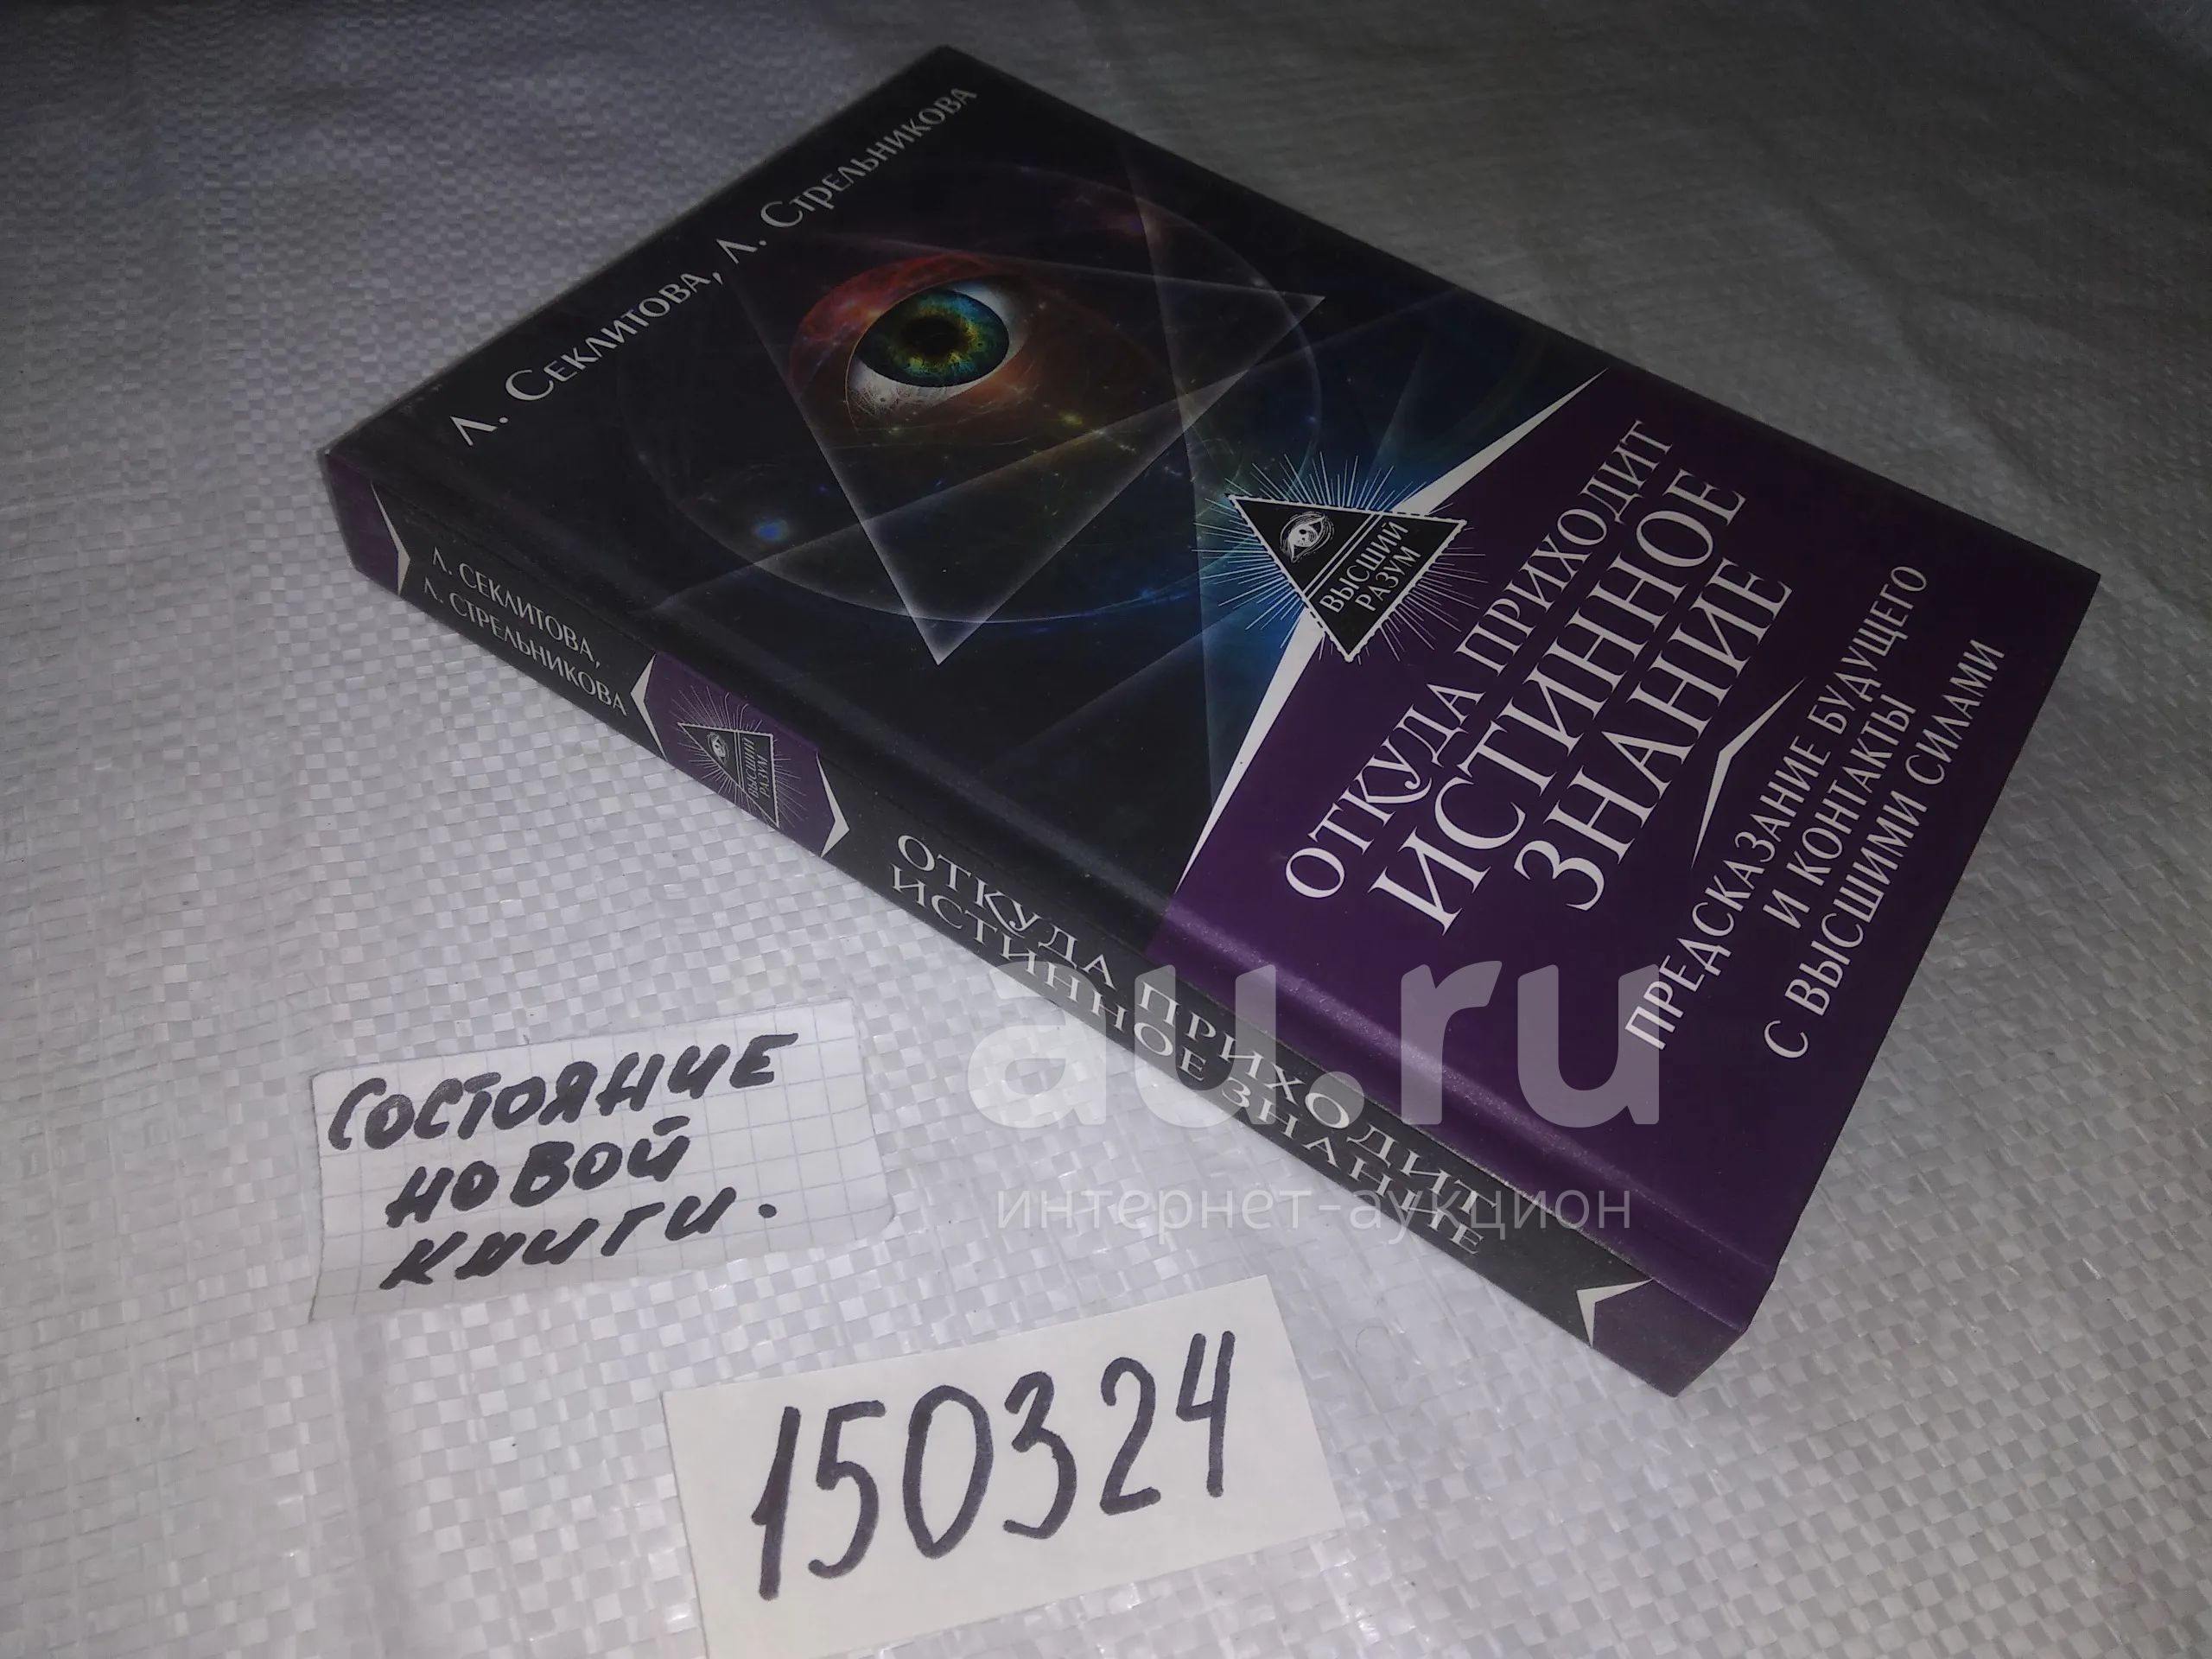 Л. Секлитова, Л. Стрельникова
ВЫСШИЙ
РАЗУМ
ОТКУДА ПРИХОДИТ
ИСТИННОЕ
ЗНАНИЕ
ПРЕДСКАЗАНИЕ БУДУЩЕГО
И КОНТАКТЫ
С ВЫСШИМИ СИЛАМИ
Л. СЕКЛИТОВА,
Л. СТРЕЛЬНИКОВА
ВЫСШИЙ
РАЗУМ
ОТКУДА ПРИХОДИТ
ИСТИННОЕ ЗНАНИЕ
au.ru
интернет-аукцион
СОСТОЯНИЕ
НОВОЙ
КНИГИ.
150324